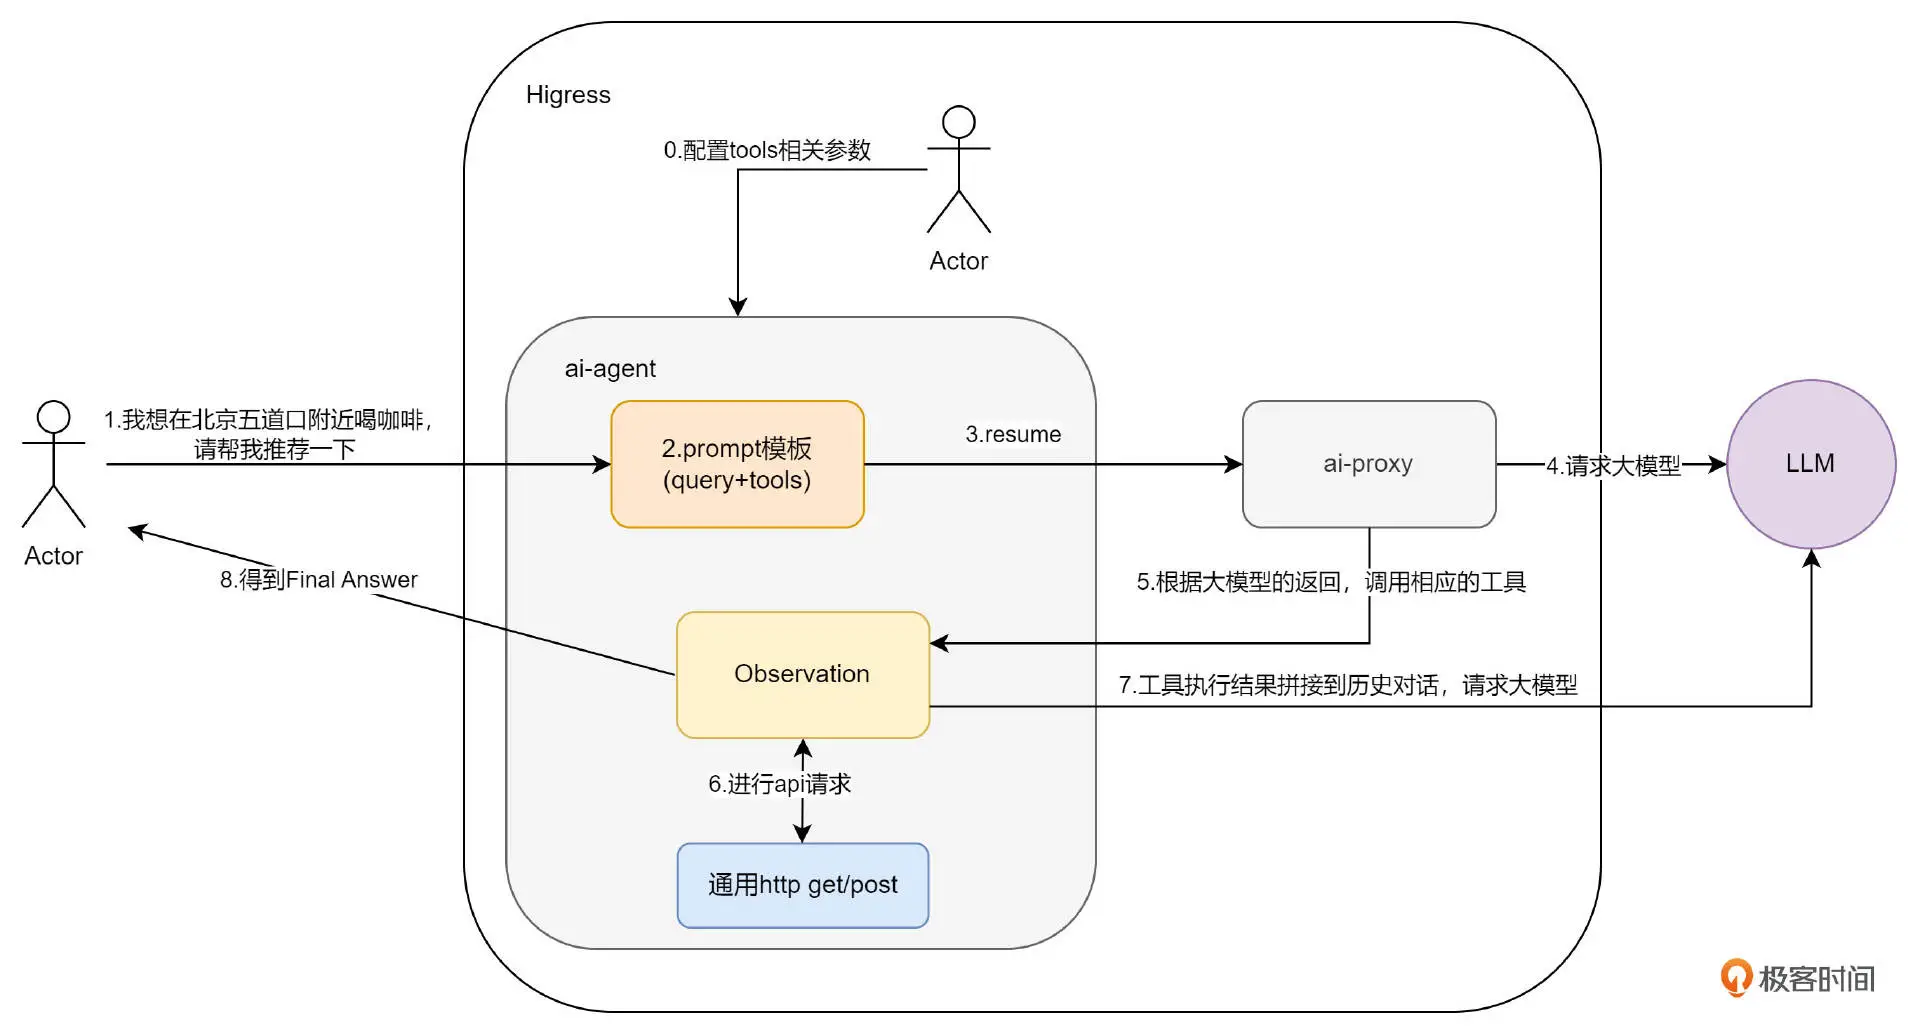 Higress
0.配置tools相关参数
Actor
ai-agent
1.我想在北京五道口附近喝咖啡，
请帮我推荐一下
Actor
2.prompt模板
(query+tools)
3.resume
ai-proxy
4.请求大模型
LLM
5.根据大模型的返回，调用相应的工具
8.得到Final Answer
Observation
7.工具执行结果拼接到历史对话，请求大模型
6.进行api请求
通用http get/post
极客时间